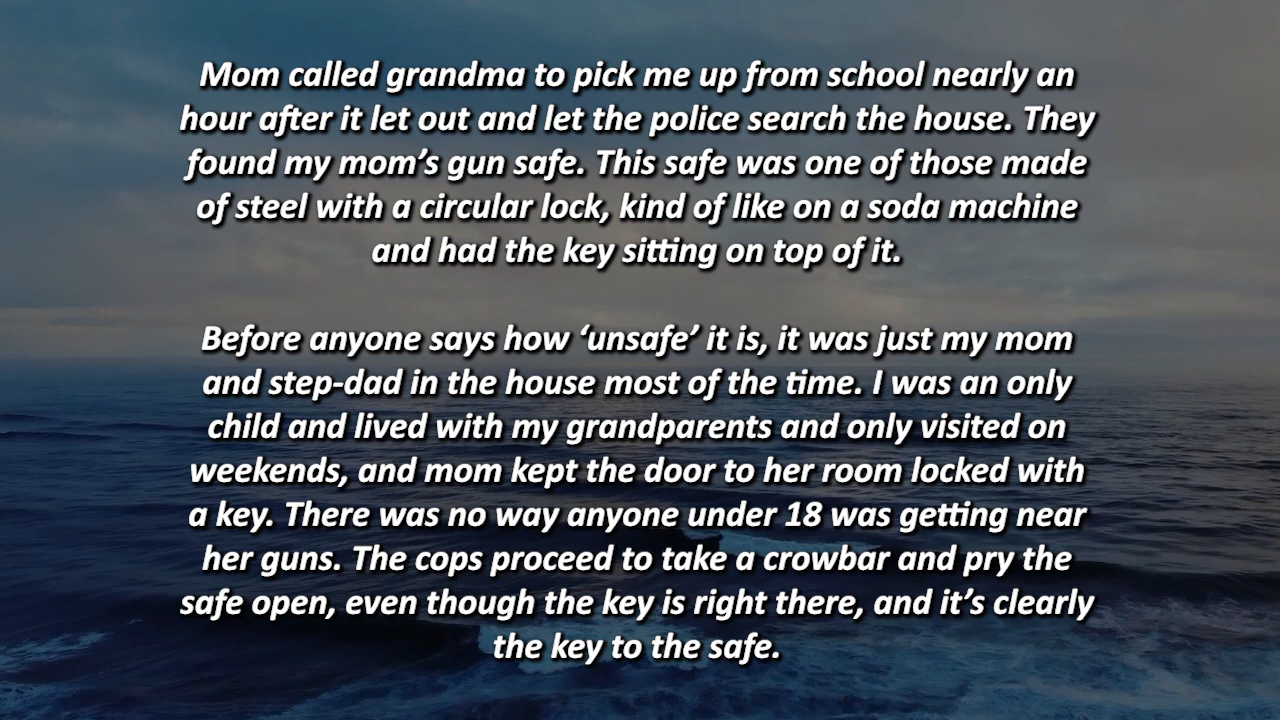 Mom called grandma to pick me up from school nearly an
hour after it let out and let the police search the house. They
found my mom’s gun safe. This safe was one of those made
of steel with a circular lock, kind of like on a soda machine
and had the key sitting on top of it.
Before anyone says how ‘unsafe’ it is, it was just my mom
and step-dad in the house most of the time. I was an only
child and lived with my grandparents and only visited on
weekends, and mom kept the door to her room locked with
a key. There was no way anyone under 18 was getting near
her guns. The cops proceed to take a crowbar and pry the
safe open, even though the key is right there, and it’s clearly
the key to the safe.